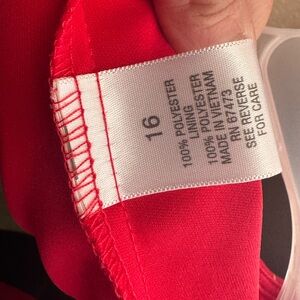 16
100% POLYESTER
LINING
100% POLYESTER
MADE IN VIETNAM
RN 67473
SEE REVERSE
FOR CARE